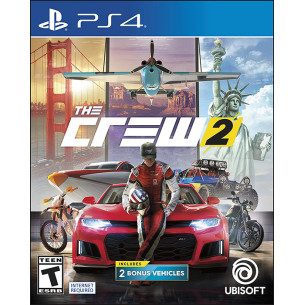 PS4
THE
CREW 2
T
TEEN
ESRB
INTERNET
REQUIRED
INCLUDES
2 BONUS VEHICLES
UBISOFT